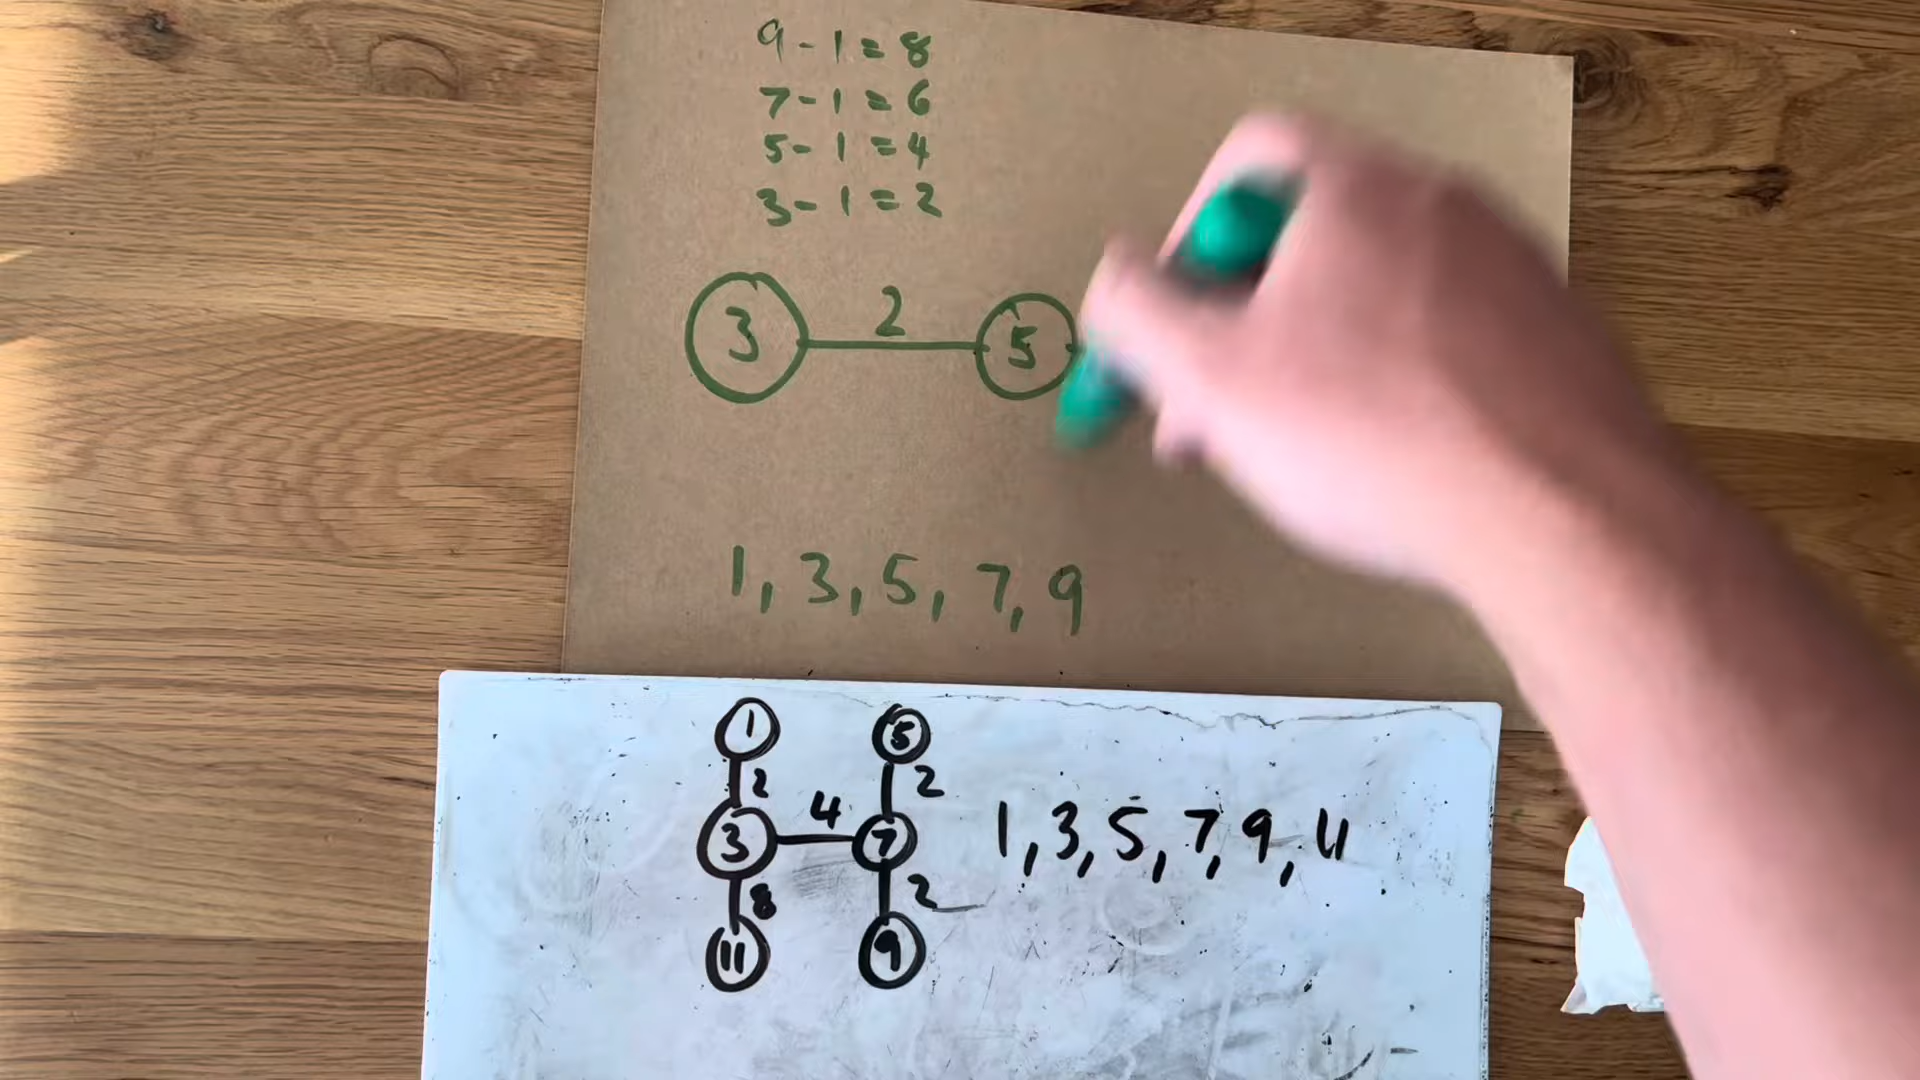 9-1=8
7-1=6
5-1=4
3-1=2
3 2 5
1, 3, 5, 7, 9
1 5
2 2
3 4 7 1, 3, 5, 7, 9, 11
8 2
11 9